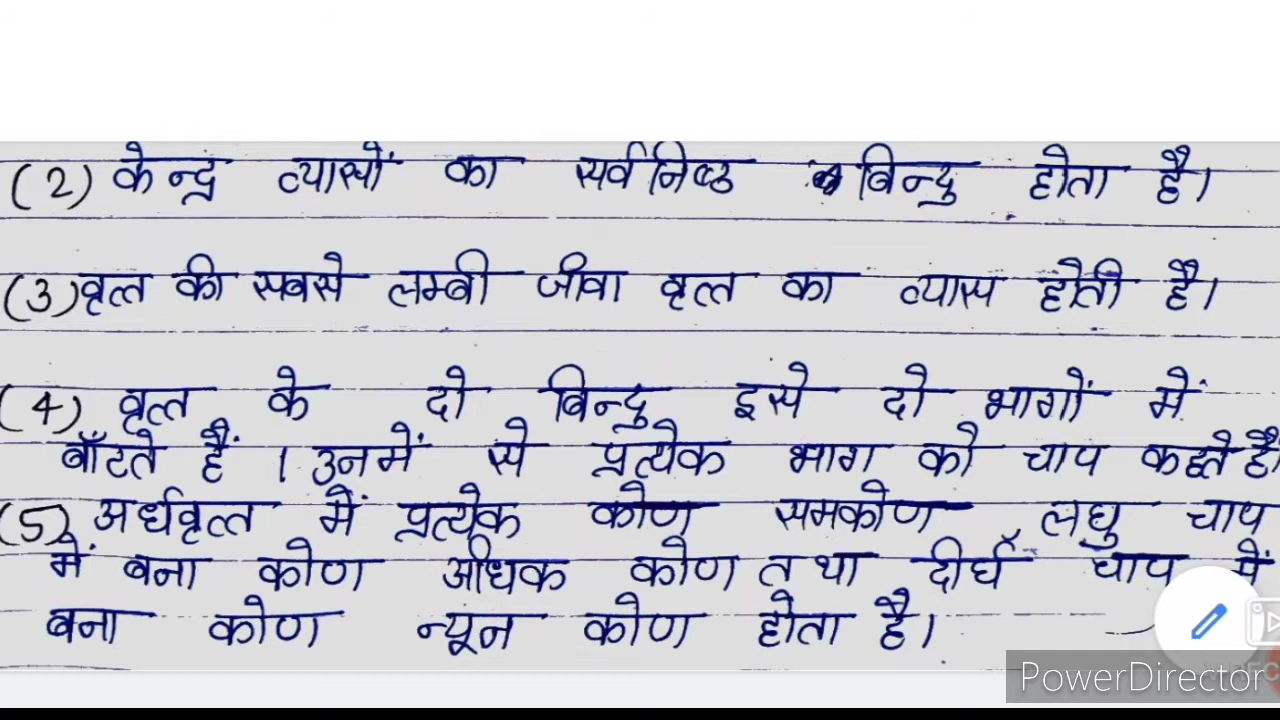 (2) केन्द्र व्यासों का सर्वनिष्ठ बिन्दु होता है।
(3) वृत्त की सबसे लम्बी जीवा वृत्त का व्यास होती है।
(4) वृत्त के दो बिन्दु इसे दो भागों में
बाँटते हैं । उनमें से प्रत्येक भाग को चाप कहते हैं।
(5) अर्धवृत्त में प्रत्येक कोण समकोण, लघु चाप
में बना कोण अधिक कोण तथा दीर्घ चाप में
बना कोण न्यून कोण होता है।
PowerDirector